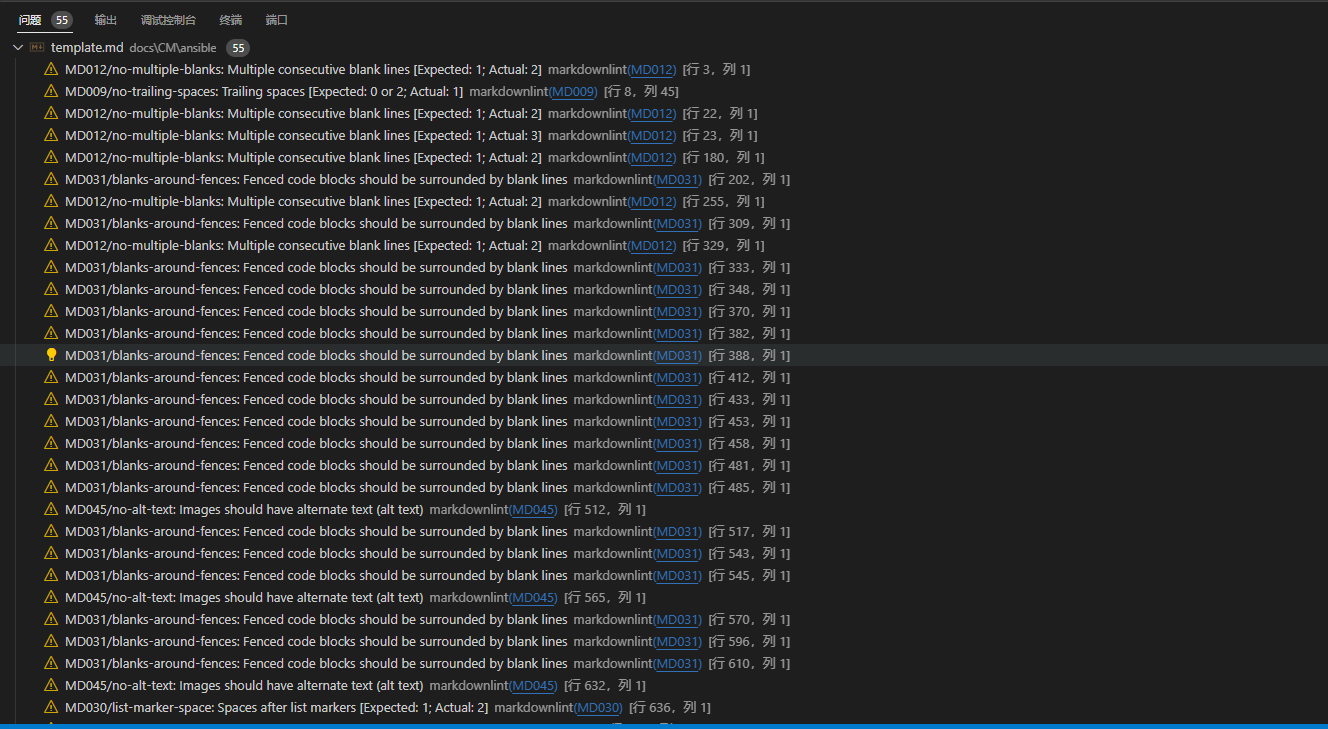 问题 55 输出 调试控制台 终端 端口
template.md docs\CM\ansible 55
MD012/no-multiple-blanks: Multiple consecutive blank lines [Expected: 1; Actual: 2] markdownlint(MD012) [行 3，列 1]
MD009/no-trailing-spaces: Trailing spaces [Expected: 0 or 2; Actual: 1] markdownlint(MD009) [行 8，列 45]
MD012/no-multiple-blanks: Multiple consecutive blank lines [Expected: 1; Actual: 2] markdownlint(MD012) [行 22，列 1]
MD012/no-multiple-blanks: Multiple consecutive blank lines [Expected: 1; Actual: 3] markdownlint(MD012) [行 23，列 1]
MD012/no-multiple-blanks: Multiple consecutive blank lines [Expected: 1; Actual: 2] markdownlint(MD012) [行 180，列 1]
MD031/blanks-around-fences: Fenced code blocks should be surrounded by blank lines markdownlint(MD031) [行 202，列 1]
MD012/no-multiple-blanks: Multiple consecutive blank lines [Expected: 1; Actual: 2] markdownlint(MD012) [行 255，列 1]
MD031/blanks-around-fences: Fenced code blocks should be surrounded by blank lines markdownlint(MD031) [行 309，列 1]
MD012/no-multiple-blanks: Multiple consecutive blank lines [Expected: 1; Actual: 2] markdownlint(MD012) [行 329，列 1]
MD031/blanks-around-fences: Fenced code blocks should be surrounded by blank lines markdownlint(MD031) [行 333，列 1]
MD031/blanks-around-fences: Fenced code blocks should be surrounded by blank lines markdownlint(MD031) [行 348，列 1]
MD031/blanks-around-fences: Fenced code blocks should be surrounded by blank lines markdownlint(MD031) [行 370，列 1]
MD031/blanks-around-fences: Fenced code blocks should be surrounded by blank lines markdownlint(MD031) [行 382，列 1]
MD031/blanks-around-fences: Fenced code blocks should be surrounded by blank lines markdownlint(MD031) [行 388，列 1]
MD031/blanks-around-fences: Fenced code blocks should be surrounded by blank lines markdownlint(MD031) [行 412，列 1]
MD031/blanks-around-fences: Fenced code blocks should be surrounded by blank lines markdownlint(MD031) [行 433，列 1]
MD031/blanks-around-fences: Fenced code blocks should be surrounded by blank lines markdownlint(MD031) [行 453，列 1]
MD031/blanks-around-fences: Fenced code blocks should be surrounded by blank lines markdownlint(MD031) [行 458，列 1]
MD031/blanks-around-fences: Fenced code blocks should be surrounded by blank lines markdownlint(MD031) [行 481，列 1]
MD031/blanks-around-fences: Fenced code blocks should be surrounded by blank lines markdownlint(MD031) [行 485，列 1]
MD045/no-alt-text: Images should have alternate text (alt text) markdownlint(MD045) [行 512，列 1]
MD031/blanks-around-fences: Fenced code blocks should be surrounded by blank lines markdownlint(MD031) [行 517，列 1]
MD031/blanks-around-fences: Fenced code blocks should be surrounded by blank lines markdownlint(MD031) [行 543，列 1]
MD031/blanks-around-fences: Fenced code blocks should be surrounded by blank lines markdownlint(MD031) [行 545，列 1]
MD045/no-alt-text: Images should have alternate text (alt text) markdownlint(MD045) [行 565，列 1]
MD031/blanks-around-fences: Fenced code blocks should be surrounded by blank lines markdownlint(MD031) [行 570，列 1]
MD031/blanks-around-fences: Fenced code blocks should be surrounded by blank lines markdownlint(MD031) [行 596，列 1]
MD031/blanks-around-fences: Fenced code blocks should be surrounded by blank lines markdownlint(MD031) [行 610，列 1]
MD045/no-alt-text: Images should have alternate text (alt text) markdownlint(MD045) [行 632，列 1]
MD030/list-marker-space: Spaces after list markers [Expected: 1; Actual: 2] markdownlint(MD030) [行 636，列 1]